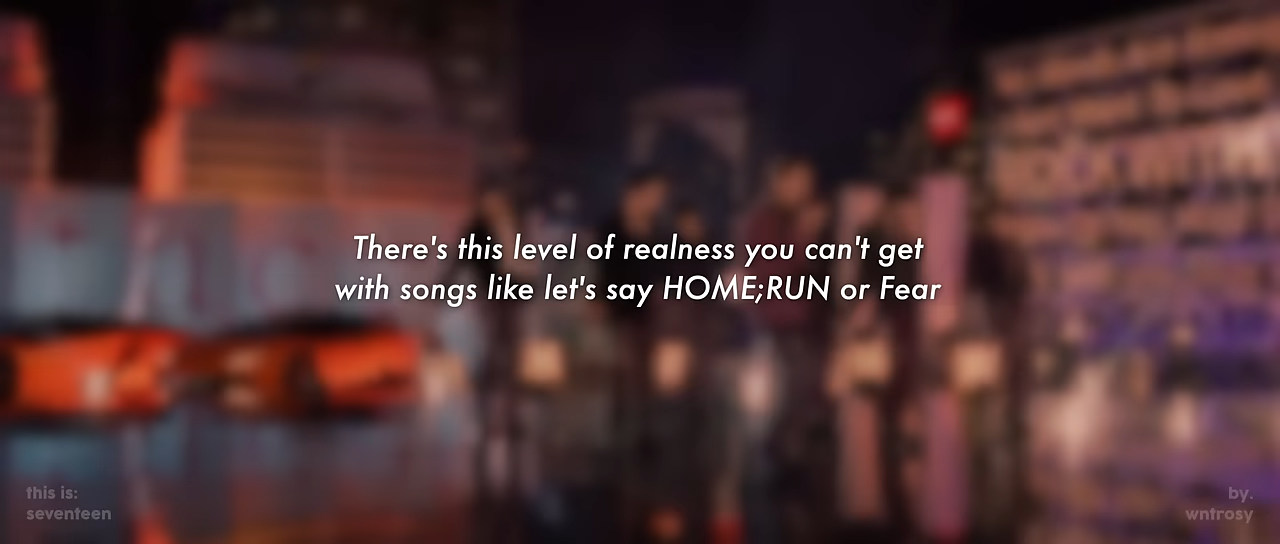 There's this level of realness you can't get
with songs like let's say HOME;RUN or Fear
this is:
seventeen
by.
wntrosy